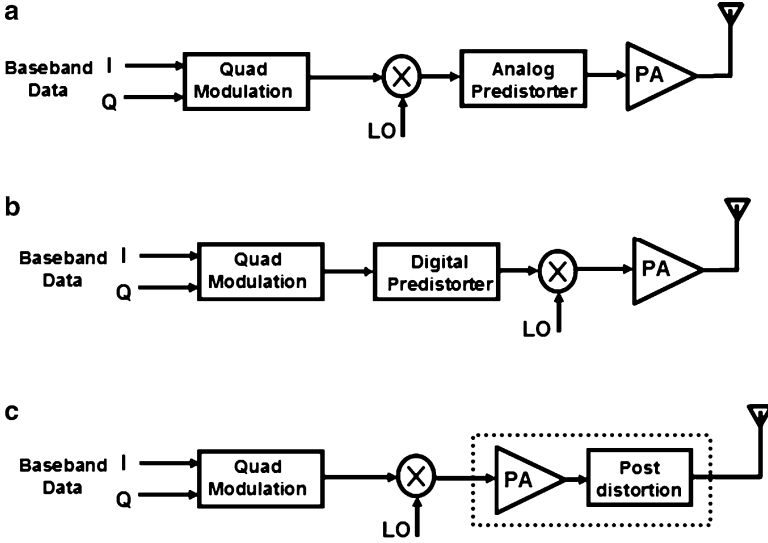 a
Baseband Data
I
Q
Quad Modulation
LO
Analog Predistorter
PA
b
Baseband Data
I
Q
Quad Modulation
Digital Predistorter
LO
PA
c
Baseband Data
I
Q
Quad Modulation
LO
PA
Post distortion